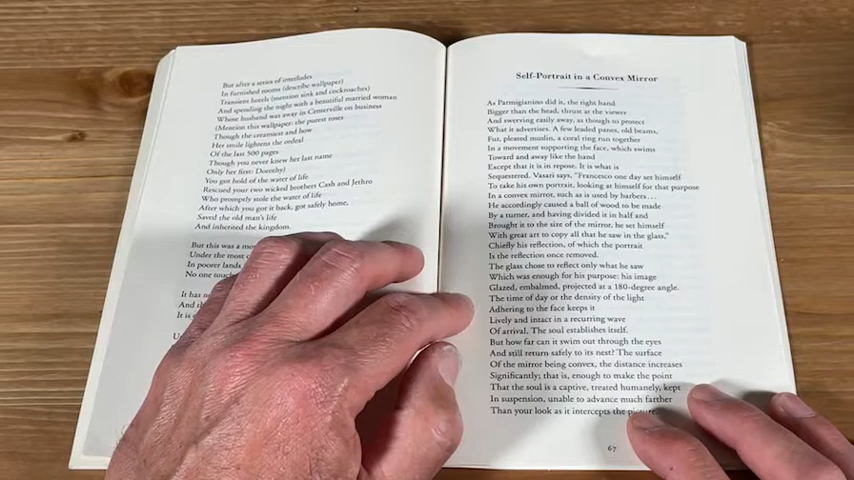 But after a series of interludes
In furnished rooms (describe wallpaper)
Transient hotels (mention sink and cockroaches)
And spending the night with a beautiful married woman
Whose husband was away in Centerville on business
(Mention this wallpaper: the purest roses
Though the creamiest and how
Her smile lightens the ordeal
Of the last 500 pages
Though you never knew her last name
Only her first: Dorothy)
You got hold of the water of life
Rescued your two wicked brothers Cash and Jethro
Who promptly stole the water of life
After which you got it back, got safely home,
Saved the old man's life
And inherited the kingdom.
But this was a mo
Under the most c
In poorer lands
No one touc
It has n
And th
It is
U
Self-Portrait in a Convex Mirror
As Parmigianino did it, the right hand
Bigger than the head, thrust at the viewer
And swerving easily away, as though to protect
What it advertises. A few leaded panes, old beams,
Fur, pleated muslin, a coral ring run together
In a movement supporting the face, which swims
Toward and away like the hand
Except that it is in repose. It is what is
Sequestered. Vasari says, "Francesco one day set himself
To take his own portrait, looking at himself for that purpose
In a convex mirror, such as is used by barbers...
He accordingly caused a ball of wood to be made
By a turner, and having divided it in half and
Brought it to the size of the mirror, he set himself
With great art to copy all that he saw in the glass,"
Chiefly his reflection, of which the portrait
Is the reflection once removed.
The glass chose to reflect only what he saw
Which was enough for his purpose: his image
Glazed, embalmed, projected at a 180-degree angle.
The time of day or the density of the light
Adhering to the face keeps it
Lively and intact in a recurring wave
Of arrival. The soul establishes itself.
But how far can it swim out through the eyes
And still return safely to its nest? The surface
Of the mirror being convex, the distance increases
Significantly; that is, enough to make the point
That the soul is a captive, treated humanely, kept
In suspension, unable to advance much farther
Than your look as it intercepts the picture.
67